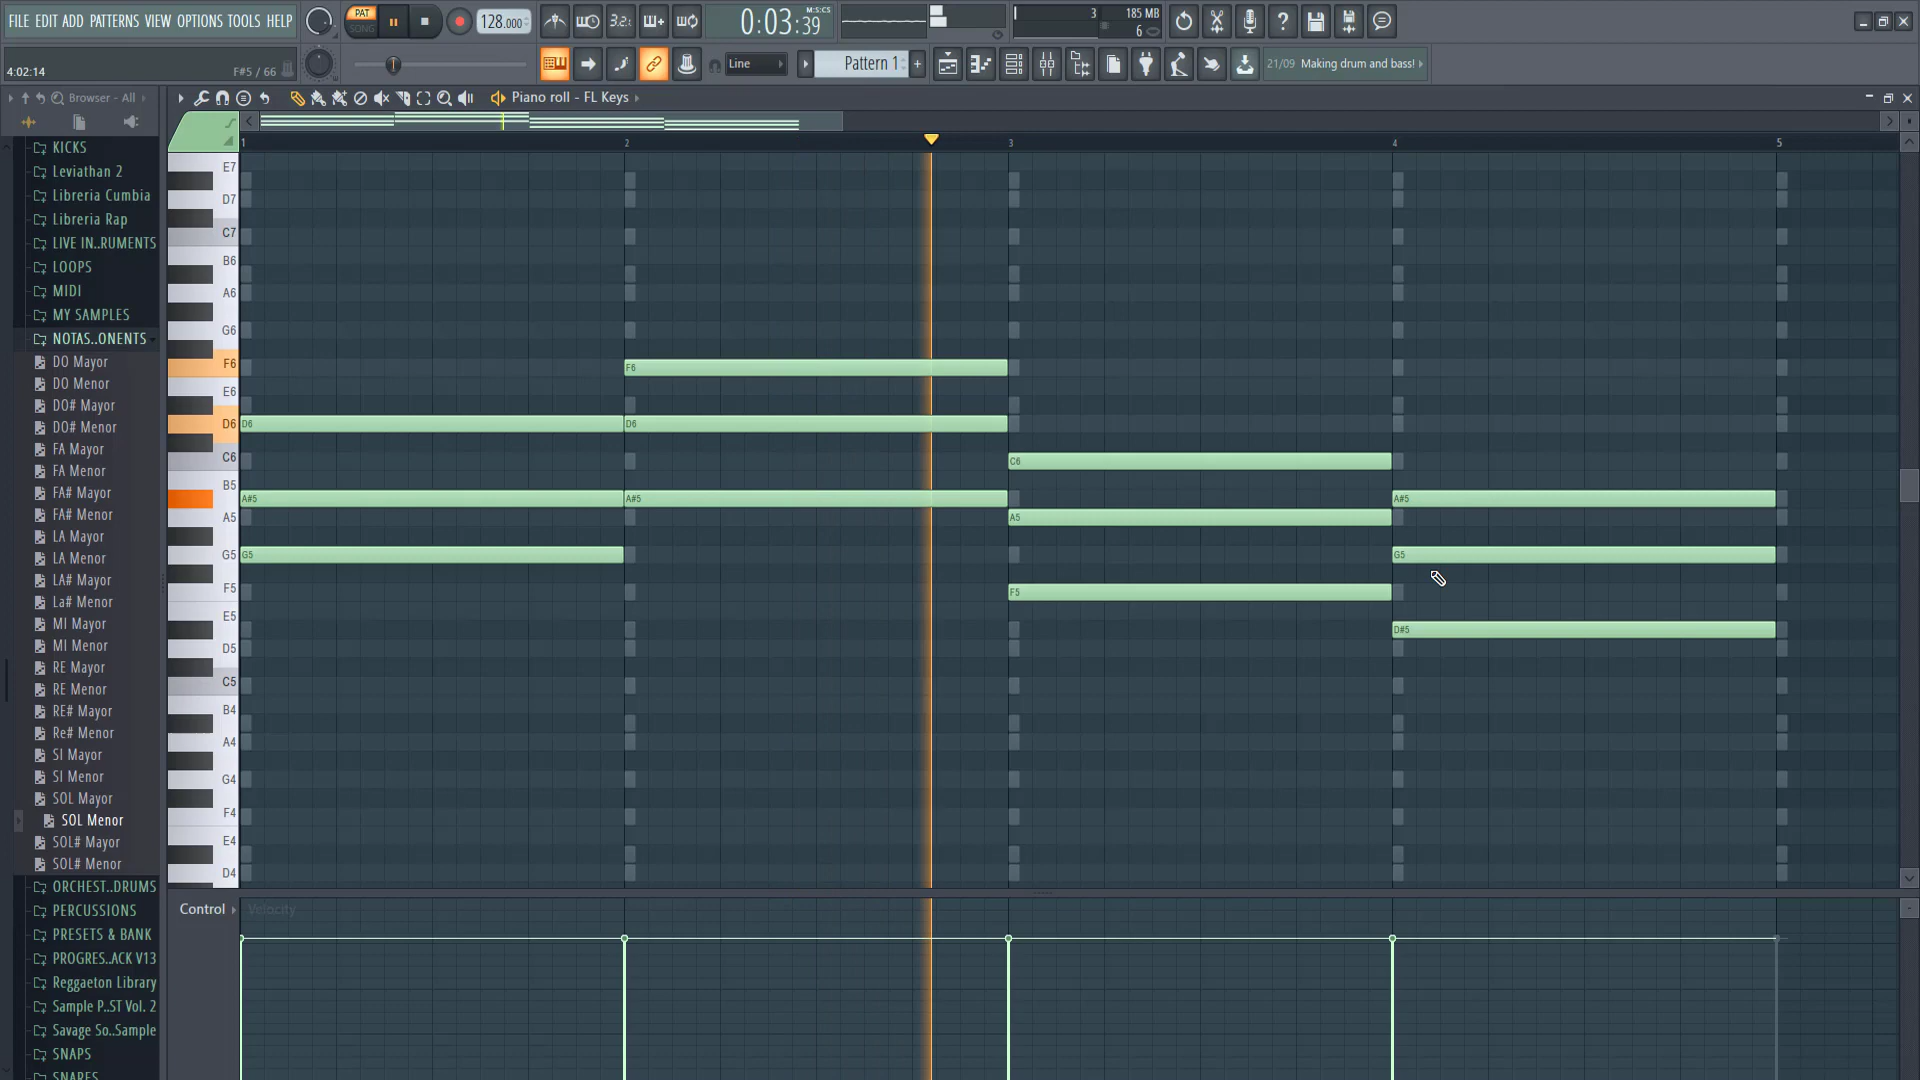 FILE EDIT ADD PATTERNS VIEW OPTIONS TOOLS HELP
PAT
SONG
128.000
3.2:
0:03:39
M:S:CS
3
185 MB
6
4:02:14
F#5 / 66
Line
Pattern 1
21/09 Making drum and bass!
Browser - All
Piano roll - FL Keys
KICKS
Leviathan 2
Libreria Cumbia
Libreria Rap
LIVE IN..RUMENTS
LOOPS
MIDI
MY SAMPLES
NOTAS..ONENTS
DO Mayor
DO Menor
DO# Mayor
DO# Menor
FA Mayor
FA Menor
FA# Mayor
FA# Menor
LA Mayor
LA Menor
LA# Mayor
La# Menor
MI Mayor
MI Menor
RE Mayor
RE Menor
RE# Mayor
Re# Menor
SI Mayor
SI Menor
SOL Mayor
SOL Menor
SOL# Mayor
SOL# Menor
ORCHEST..DRUMS
PERCUSSIONS
PRESETS & BANK
PROGRES..ACK V13
Reggaeton Library
Sample P..ST Vol. 2
Savage So..Sample
SNAPS
SNARES
1 2 3 4 5
E7
D7
C7
B6
A6
G6
F6
E6
D6
C6
B5
A5
G5
F5
E5
D5
C5
B4
A4
G4
F4
E4
D4
F6
D6 D6
C6
A#5 A#5 A#5
A5
G5 G5
F5
D#5
Control Velocity